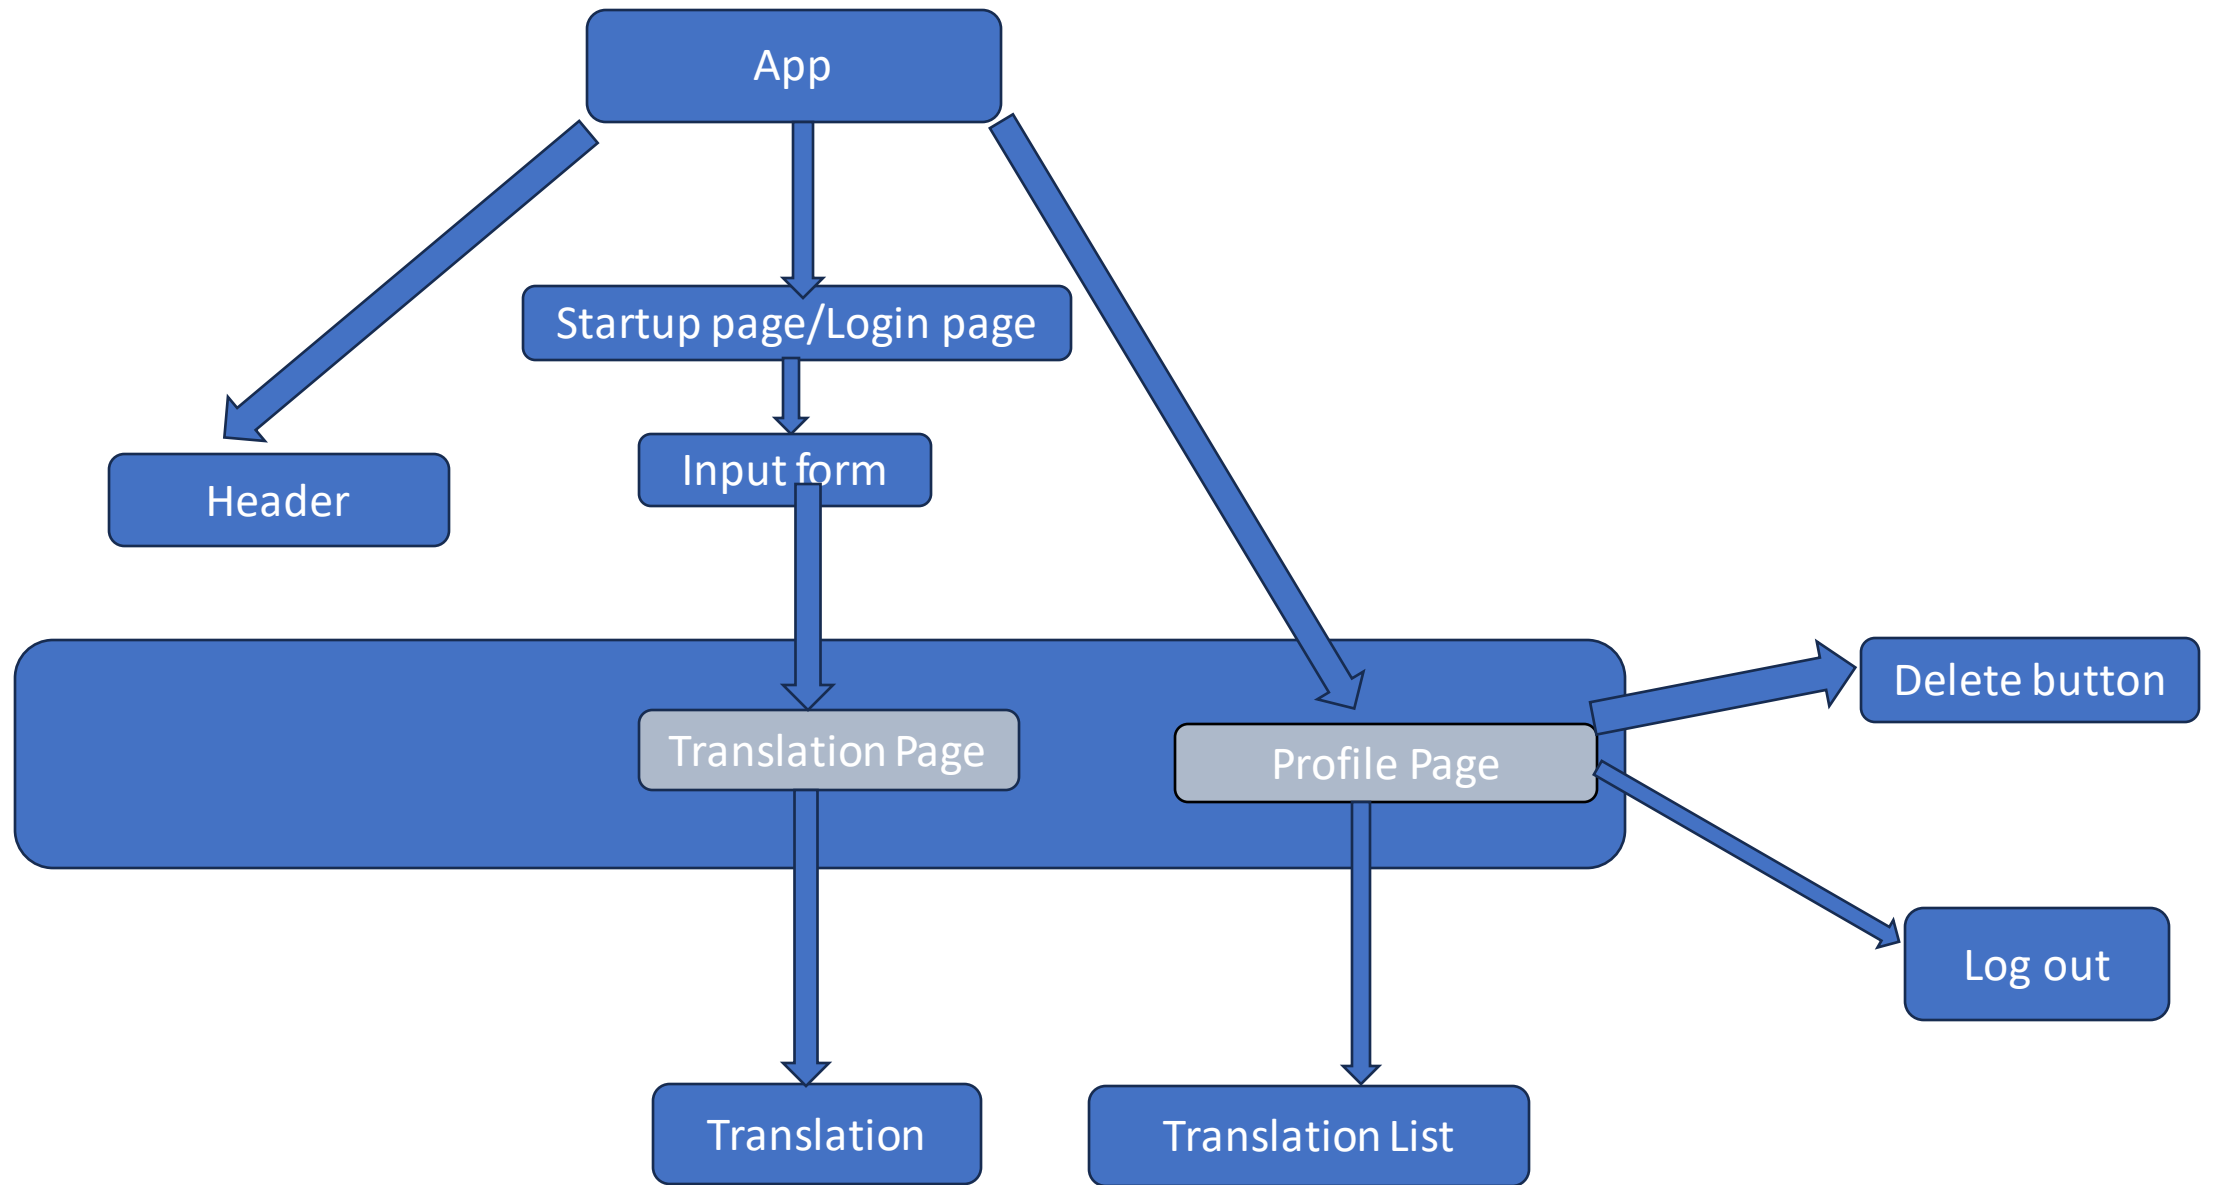 App
Startup page/Login page
Input form
Header
Translation Page
Profile Page
Delete button
Log out
Translation
Translation List